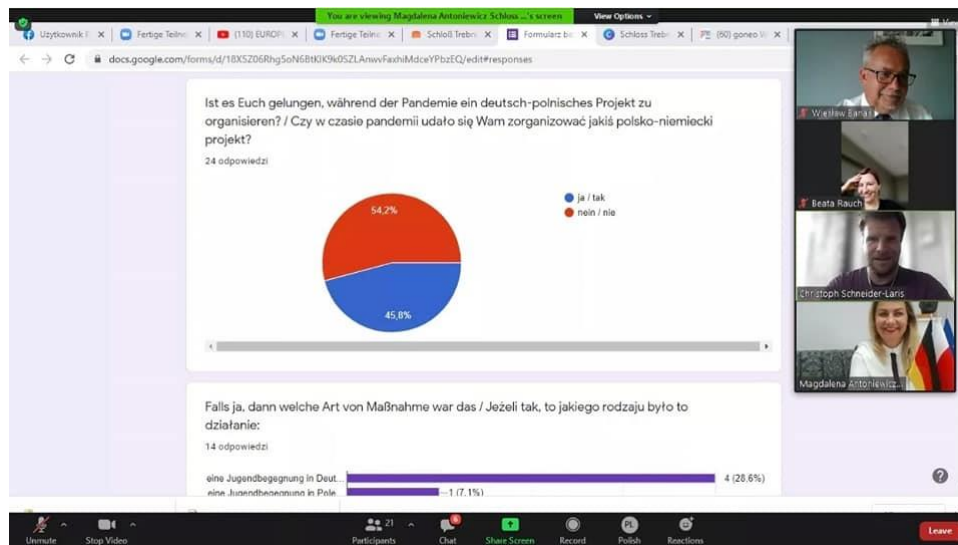 You are viewing Magdalena Antoniewicz Schloss ...'s screen
View Options
Użytkownik
Fertige Teilne
(110) EUROPI
Fertige Teilne
Schloß Trebn
Formularz bez
Schloss Treb
(60) goneo
docs.google.com/forms/d/
/edit#responses
Ist es Euch gelungen, während der Pandemie ein deutsch-polnisches Projekt zu
organisieren? / Czy w czasie pandemii udało się Wam zorganizować jakiś polsko-niemiecki
projekt?
24 odpowiedzi
54,2%
ja / tak
nein / nie
45,8%
Falls ja, dann welche Art von Maßnahme war das / Jeżeli tak, to jakiego rodzaju było to
działanie:
14 odpowiedzi
eine Jugendbegegnung in Deut...
4 (28.6%)
eine Jugendbegegnung in Pole...
1 (7.1%)
Wiesław
Beata Rauch
Christoph Schneider-Laris
Magdalena Antoniewicz...
Unmute
Stop Video
21
Participants
6
Chat
Share Screen
Record
PL
Polish
Reactions
Leave